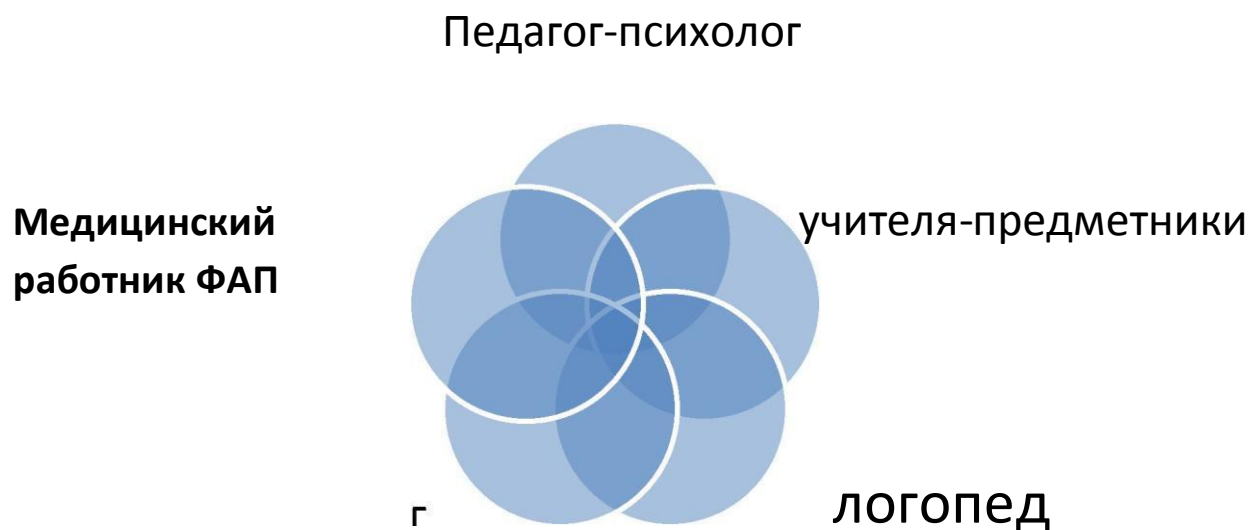 Педагог-психолог
Медицинский
работник ФАП
учителя-предметники
г
логопед